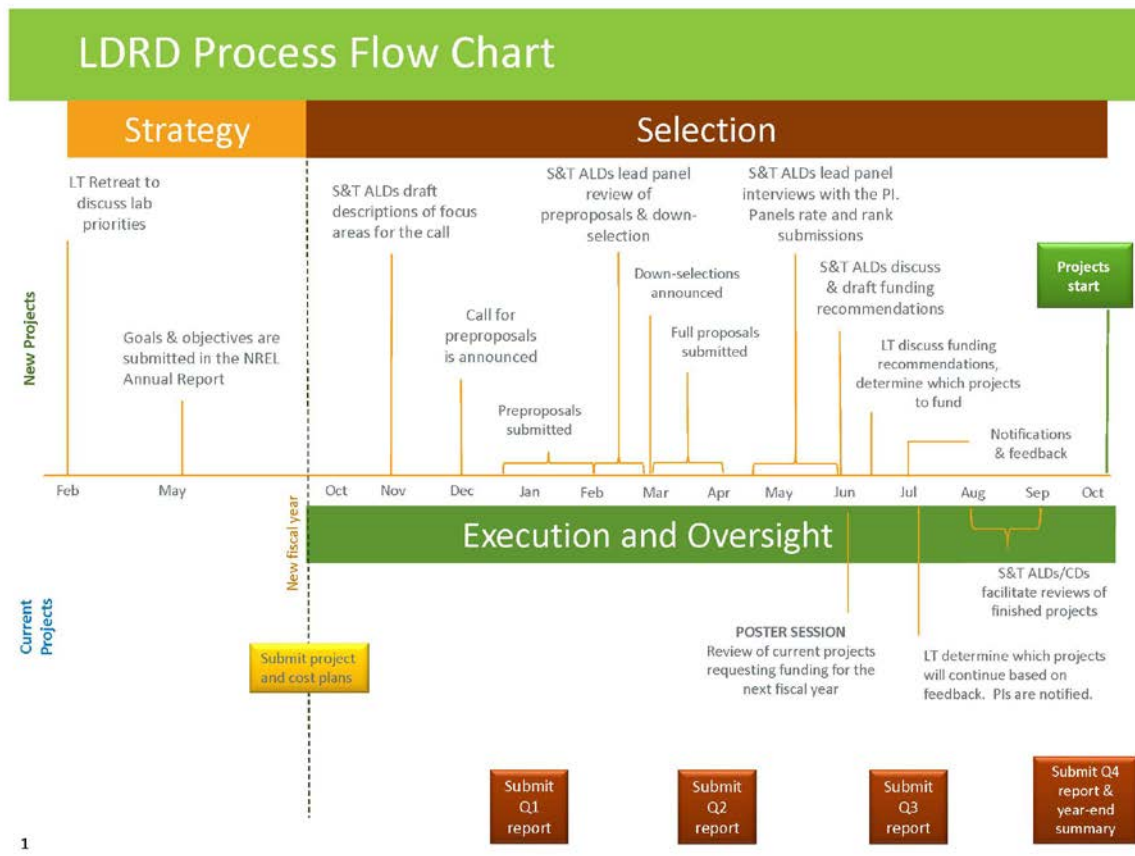 LDRD Process Flow Chart
Strategy
Selection
LT Retreat to
discuss lab
priorities
S&T ALDs draft
descriptions of focus
areas for the call
S&T ALDs lead panel
review of
preproposals & down-
selection
S&T ALDs lead panel
interviews with the PI.
Panels rate and rank
submissions
Projects
start
Down-selections
announced
S&T ALDs discuss
& draft funding
recommendations
New Projects
Goals & objectives are
submitted in the NREL
Annual Report
Call for
preproposals
is announced
Full proposals
submitted
LT discuss funding
recommendations,
determine which projects
to fund
Preproposals
submitted
Notifications
& feedback
Feb
May
Oct
Nov
Dec
Jan
Feb
Mar
Apr
May
Jun
Jul
Aug
Sep
Oct
New fiscal year
Execution and Oversight
Current
Projects
S&T ALDs/CDs
facilitate reviews of
finished projects
POSTER SESSION
Review of current projects
requesting funding for the
next fiscal year
LT determine which projects
will continue based on
feedback. PIs are notified.
Submit project
and cost plans
Submit
Q1
report
Submit
Q2
report
Submit
Q3
report
Submit Q4
report &
year-end
summary
1